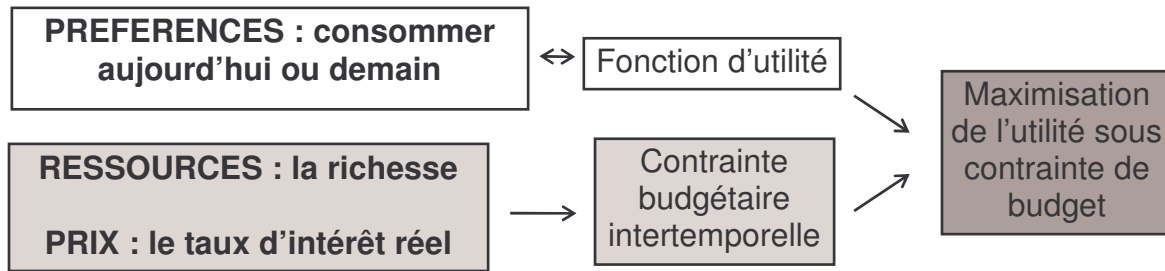 PREFERENCES : consommer
aujourd'hui ou demain
Fonction d'utilité
RESSOURCES : la richesse
PRIX : le taux d'intérêt réel
Contrainte
budgétaire
intertemporelle
Maximisation
de l'utilité sous
contrainte de
budget